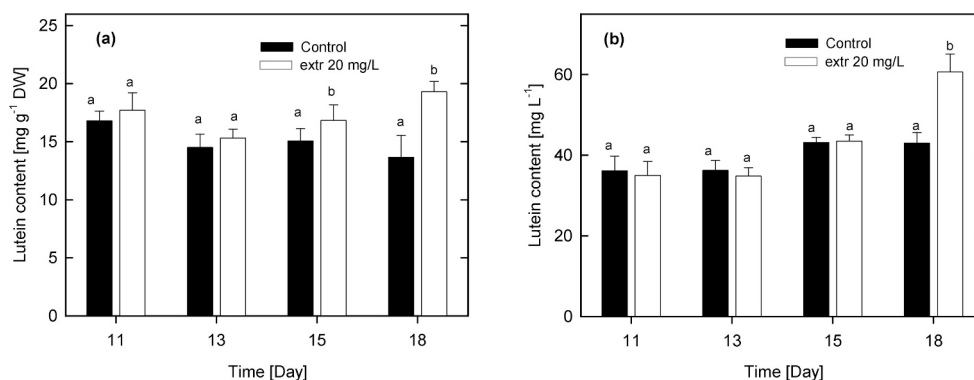 (a)
Control
extr 20 mg/L
Lutein content [mg g⁻¹ DW]
25
20
15
10
5
0
a
a
a
a
a
b
a
b
11
13
15
18
Time [Day]
(b)
Control
extr 20 mg/L
Lutein content [mg L⁻¹]
60
40
20
0
a
a
a
a
a
a
a
b
11
13
15
18
Time [Day]